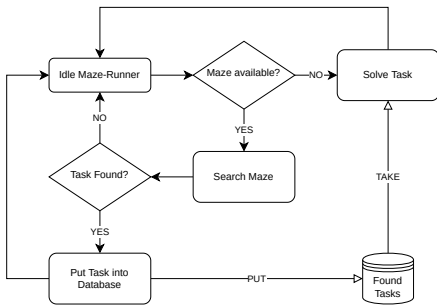 Idle Maze-Runner
Maze available?
NO
Solve Task
YES
NO
Task Found?
Search Maze
TAKE
YES
Put Task into
Database
PUT
Found
Tasks